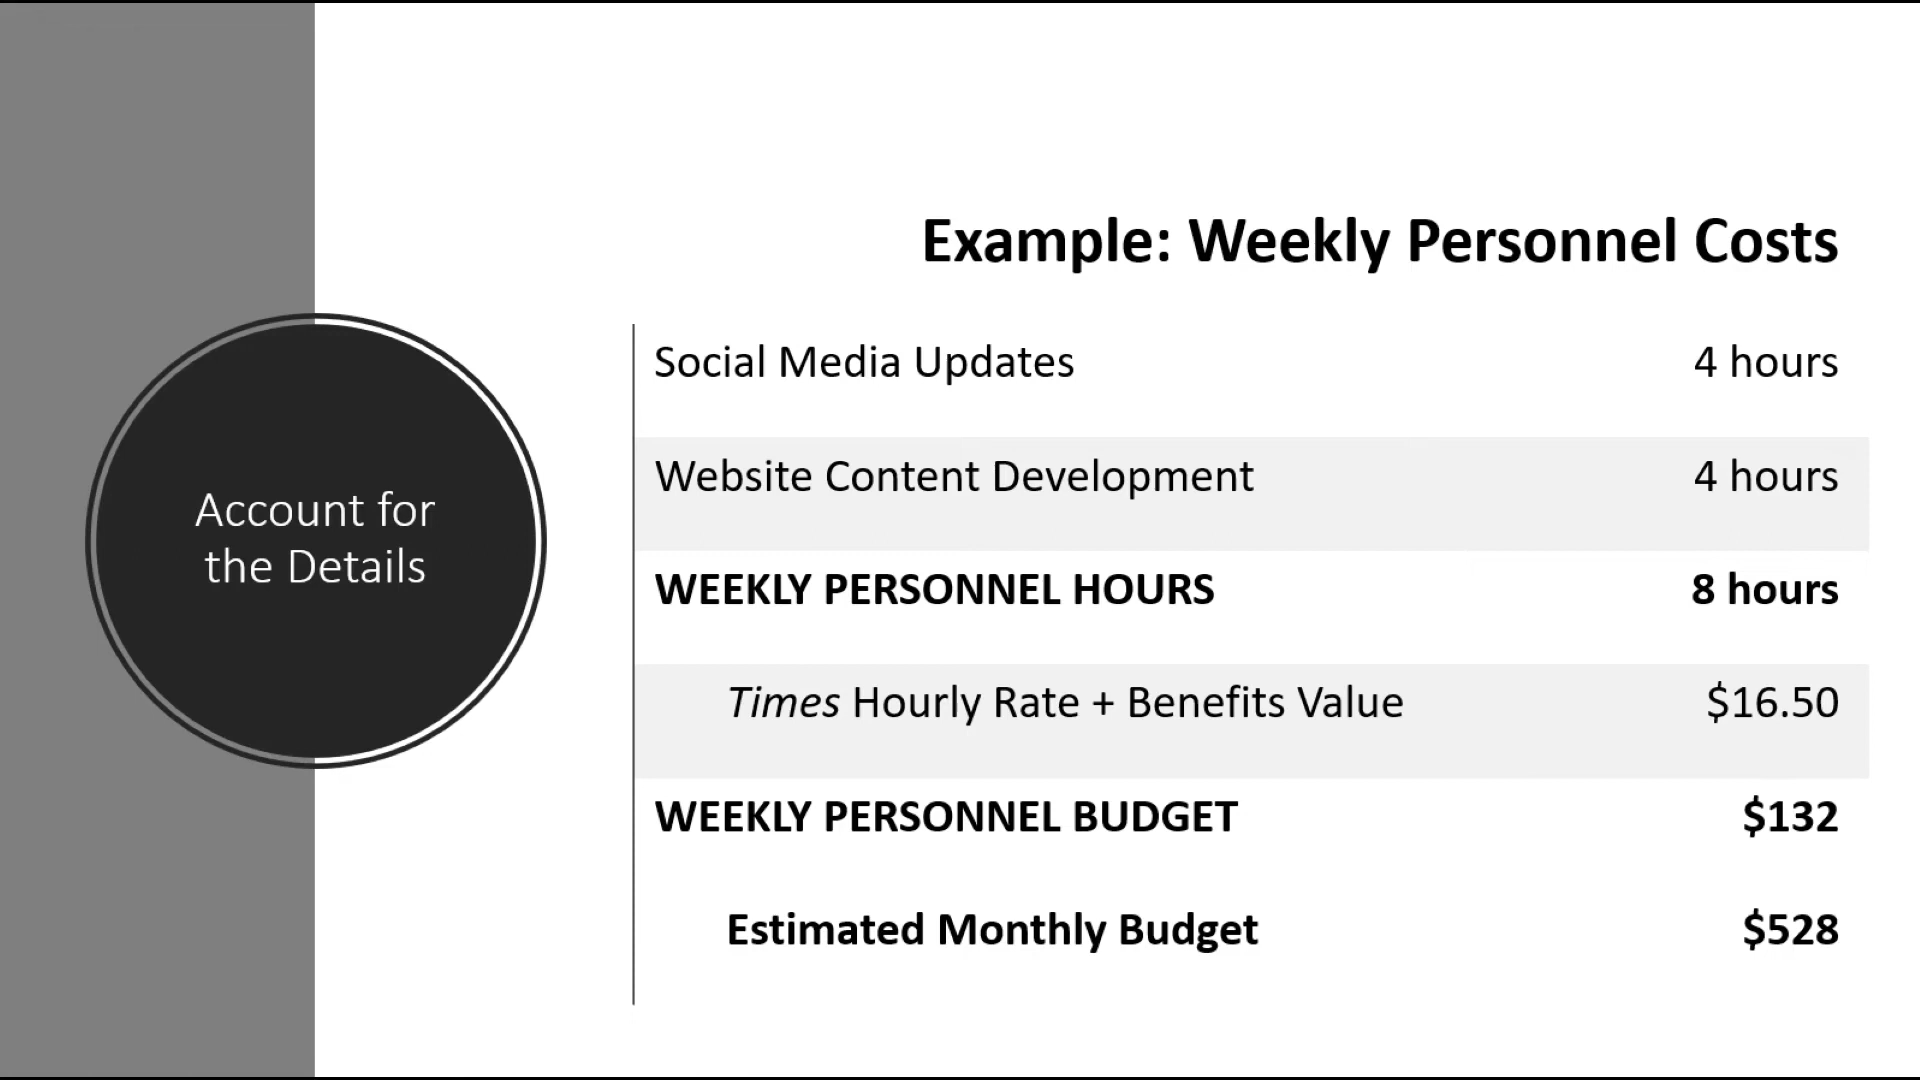 Account for
the Details
Example: Weekly Personnel Costs
Social Media Updates 4 hours
Website Content Development 4 hours
WEEKLY PERSONNEL HOURS 8 hours
Times Hourly Rate + Benefits Value $16.50
WEEKLY PERSONNEL BUDGET $132
Estimated Monthly Budget $528